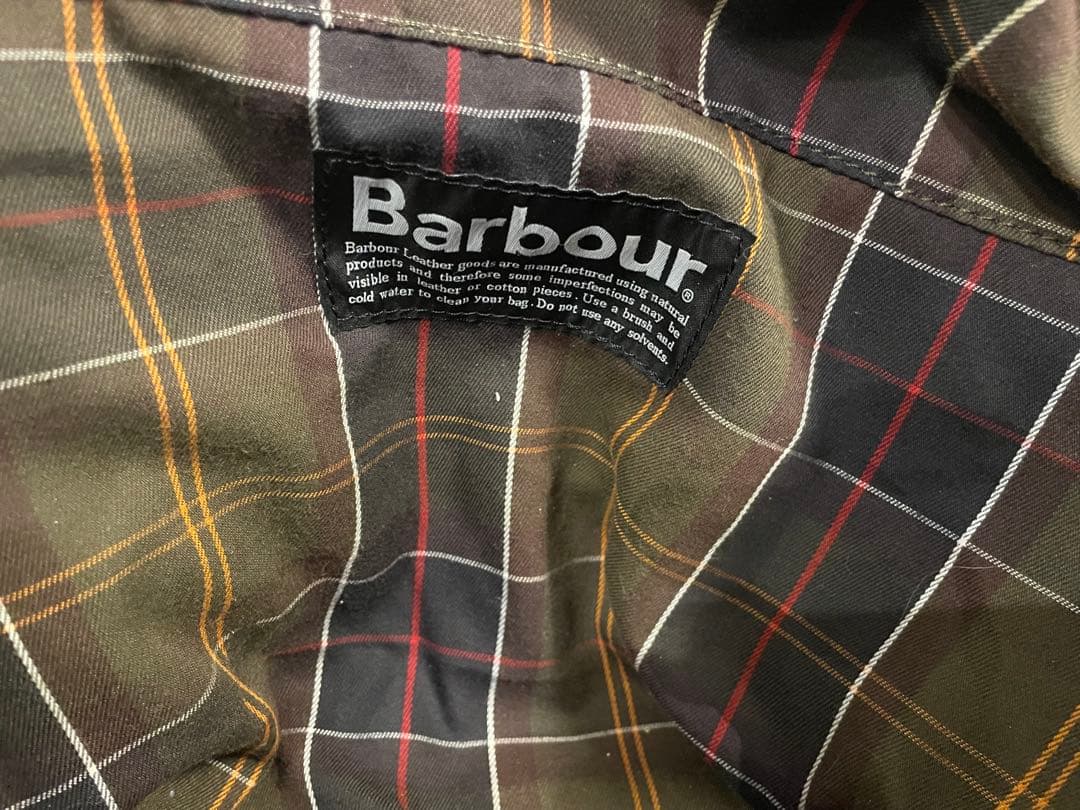 Barbour®
Barbour Leather goods are manufactured using natural
products and therefore some imperfections may be
visible in leather or cotton pieces. Use a brush and
cold water to clean your bag. Do not use any solvents.